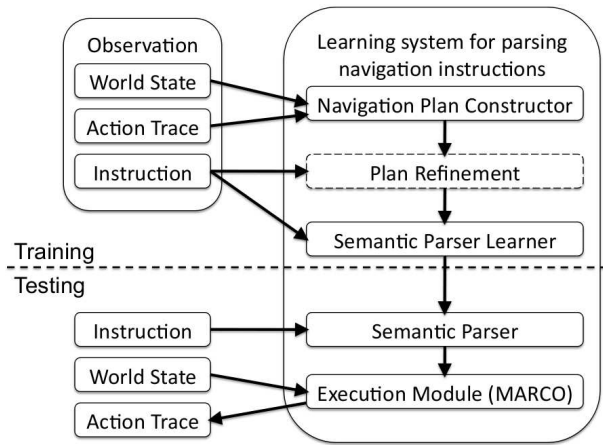 Observation
World State
Action Trace
Instruction
Learning system for parsing
navigation instructions
Navigation Plan Constructor
Plan Refinement
Semantic Parser Learner
Training
Testing
Instruction
World State
Action Trace
Semantic Parser
Execution Module (MARCO)